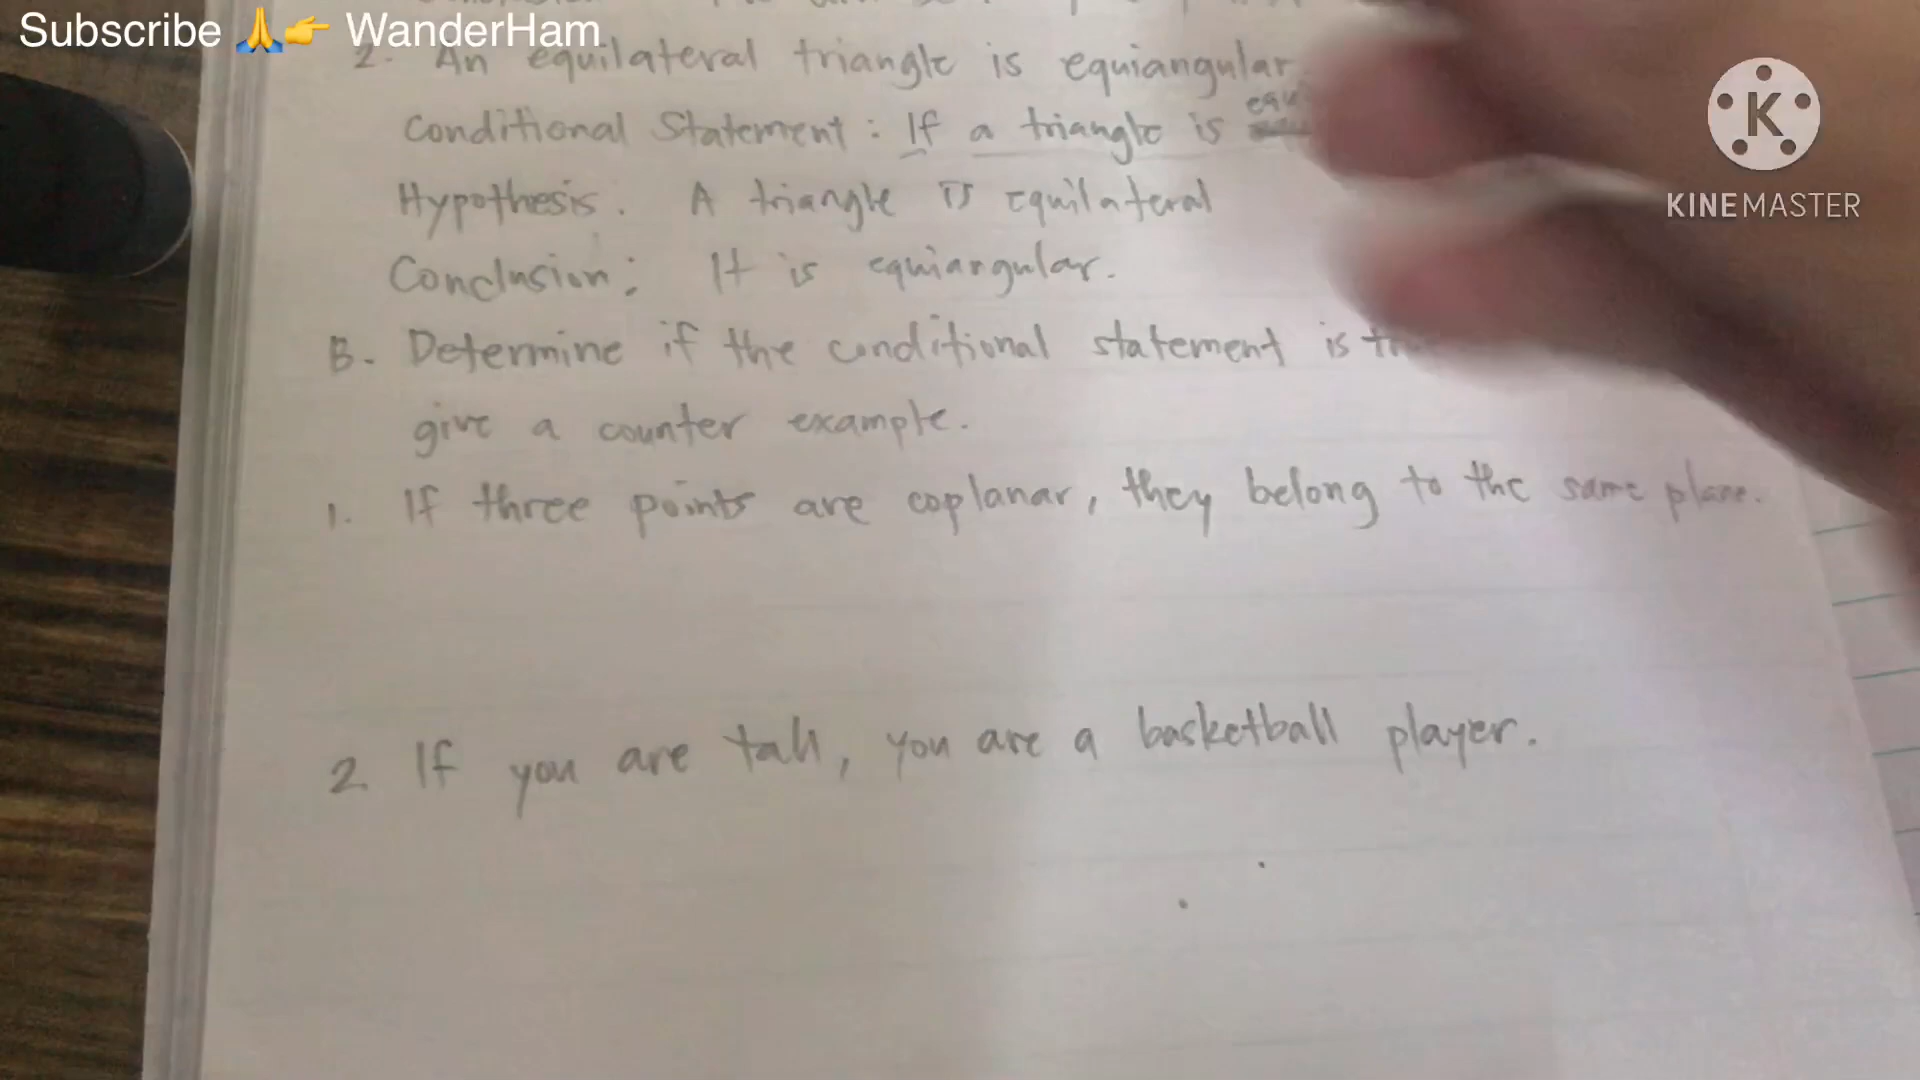 Subscribe 🙏👉 WanderHam
KINEMASTER
2. An equilateral triangle is equiangular
Conditional Statement : If a triangle is
Hypothesis. A triangle is equilateral
Conclusion: It is equiangular.
B. Determine if the conditional statement is
give a counter example.
1. If three points are coplanar, they belong to the same plane.
2. If you are tall, you are a basketball player.